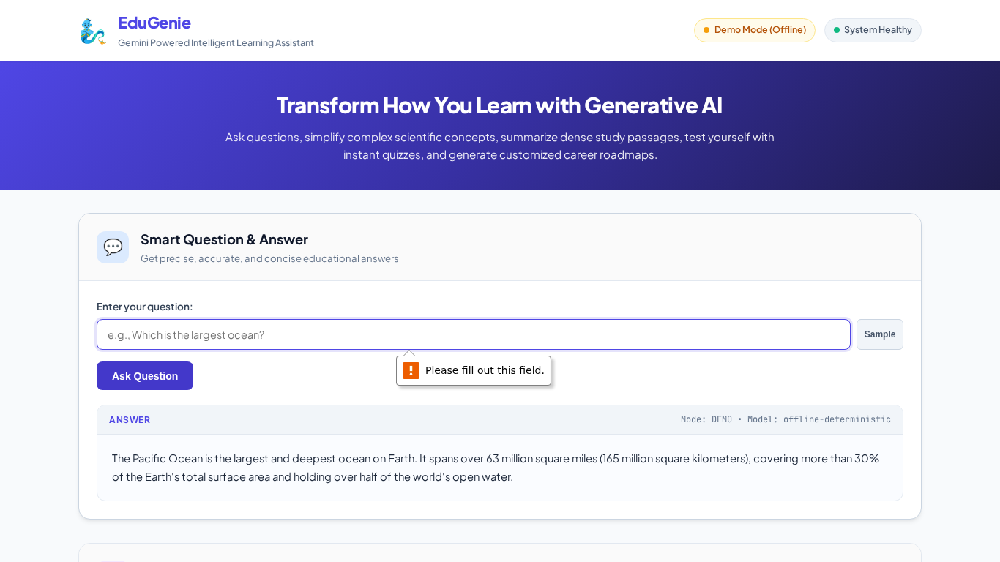 EduGenie
Gemini Powered Intelligent Learning Assistant
Demo Mode (Offline)
System Healthy
Transform How You Learn with Generative AI
Ask questions, simplify complex scientific concepts, summarize dense study passages, test yourself with
instant quizzes, and generate customized career roadmaps.
Smart Question & Answer
Get precise, accurate, and concise educational answers
Enter your question:
e.g., Which is the largest ocean?
Sample
Please fill out this field.
Ask Question
ANSWER
Mode: DEMO • Model: offline-deterministic
The Pacific Ocean is the largest and deepest ocean on Earth. It spans over 63 million square miles (165 million square kilometers), covering more than 30%
of the Earth's total surface area and holding over half of the world's open water.